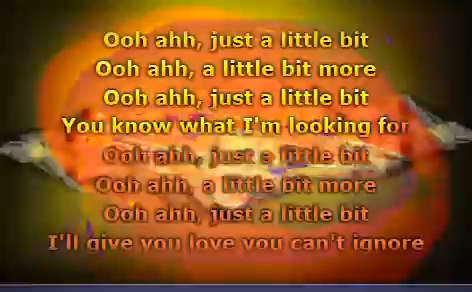 Ooh ahh, just a little bit
Ooh ahh, a little bit more
Ooh ahh, just a little bit
You know what I'm looking for
Ooh ahh, just a little bit
Ooh ahh, a little bit more
Ooh ahh, just a little bit
I'll give you love you can't ignore